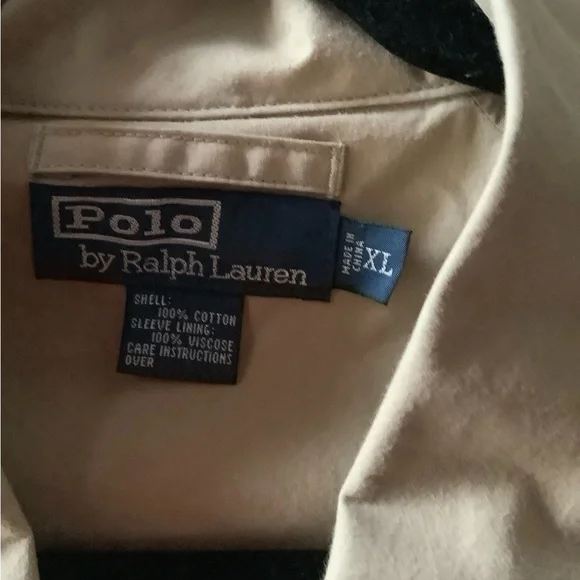 Polo
by Ralph Lauren
MADE IN
CHINA
XL
SHELL:
100% COTTON
SLEEVE LINING:
100% VISCOSE
CARE INSTRUCTIONS
OVER